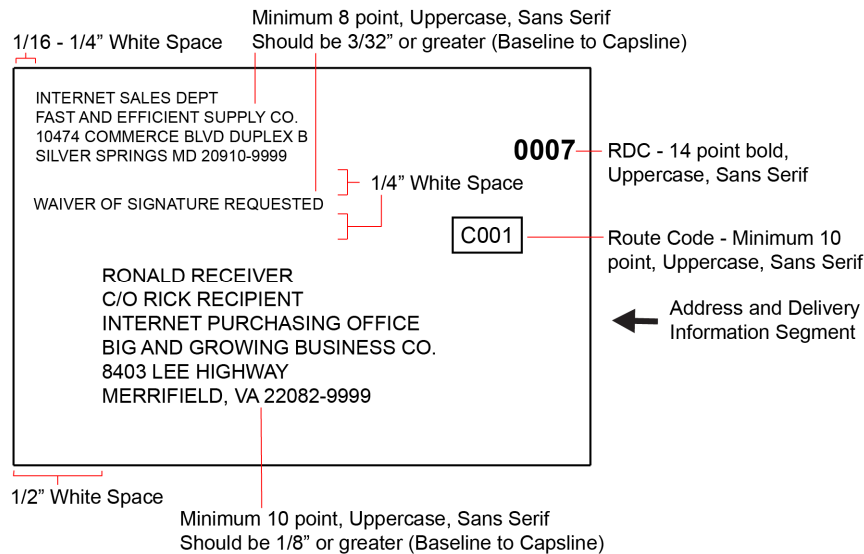 Minimum 8 point, Uppercase, Sans Serif
Should be 3/32” or greater (Baseline to Capsline)
1/16 - 1/4” White Space
INTERNET SALES DEPT
FAST AND EFFICIENT SUPPLY CO.
10474 COMMERCE BLVD DUPLEX B
SILVER SPRINGS MD 20910-9999
0007
RDC - 14 point bold,
Uppercase, Sans Serif
1/4” White Space
WAIVER OF SIGNATURE REQUESTED
C001
Route Code - Minimum 10
point, Uppercase, Sans Serif
RONALD RECEIVER
C/O RICK RECIPIENT
INTERNET PURCHASING OFFICE
BIG AND GROWING BUSINESS CO.
8403 LEE HIGHWAY
MERRIFIELD, VA 22082-9999
Address and Delivery
Information Segment
1/2” White Space
Minimum 10 point, Uppercase, Sans Serif
Should be 1/8” or greater (Baseline to Capsline)